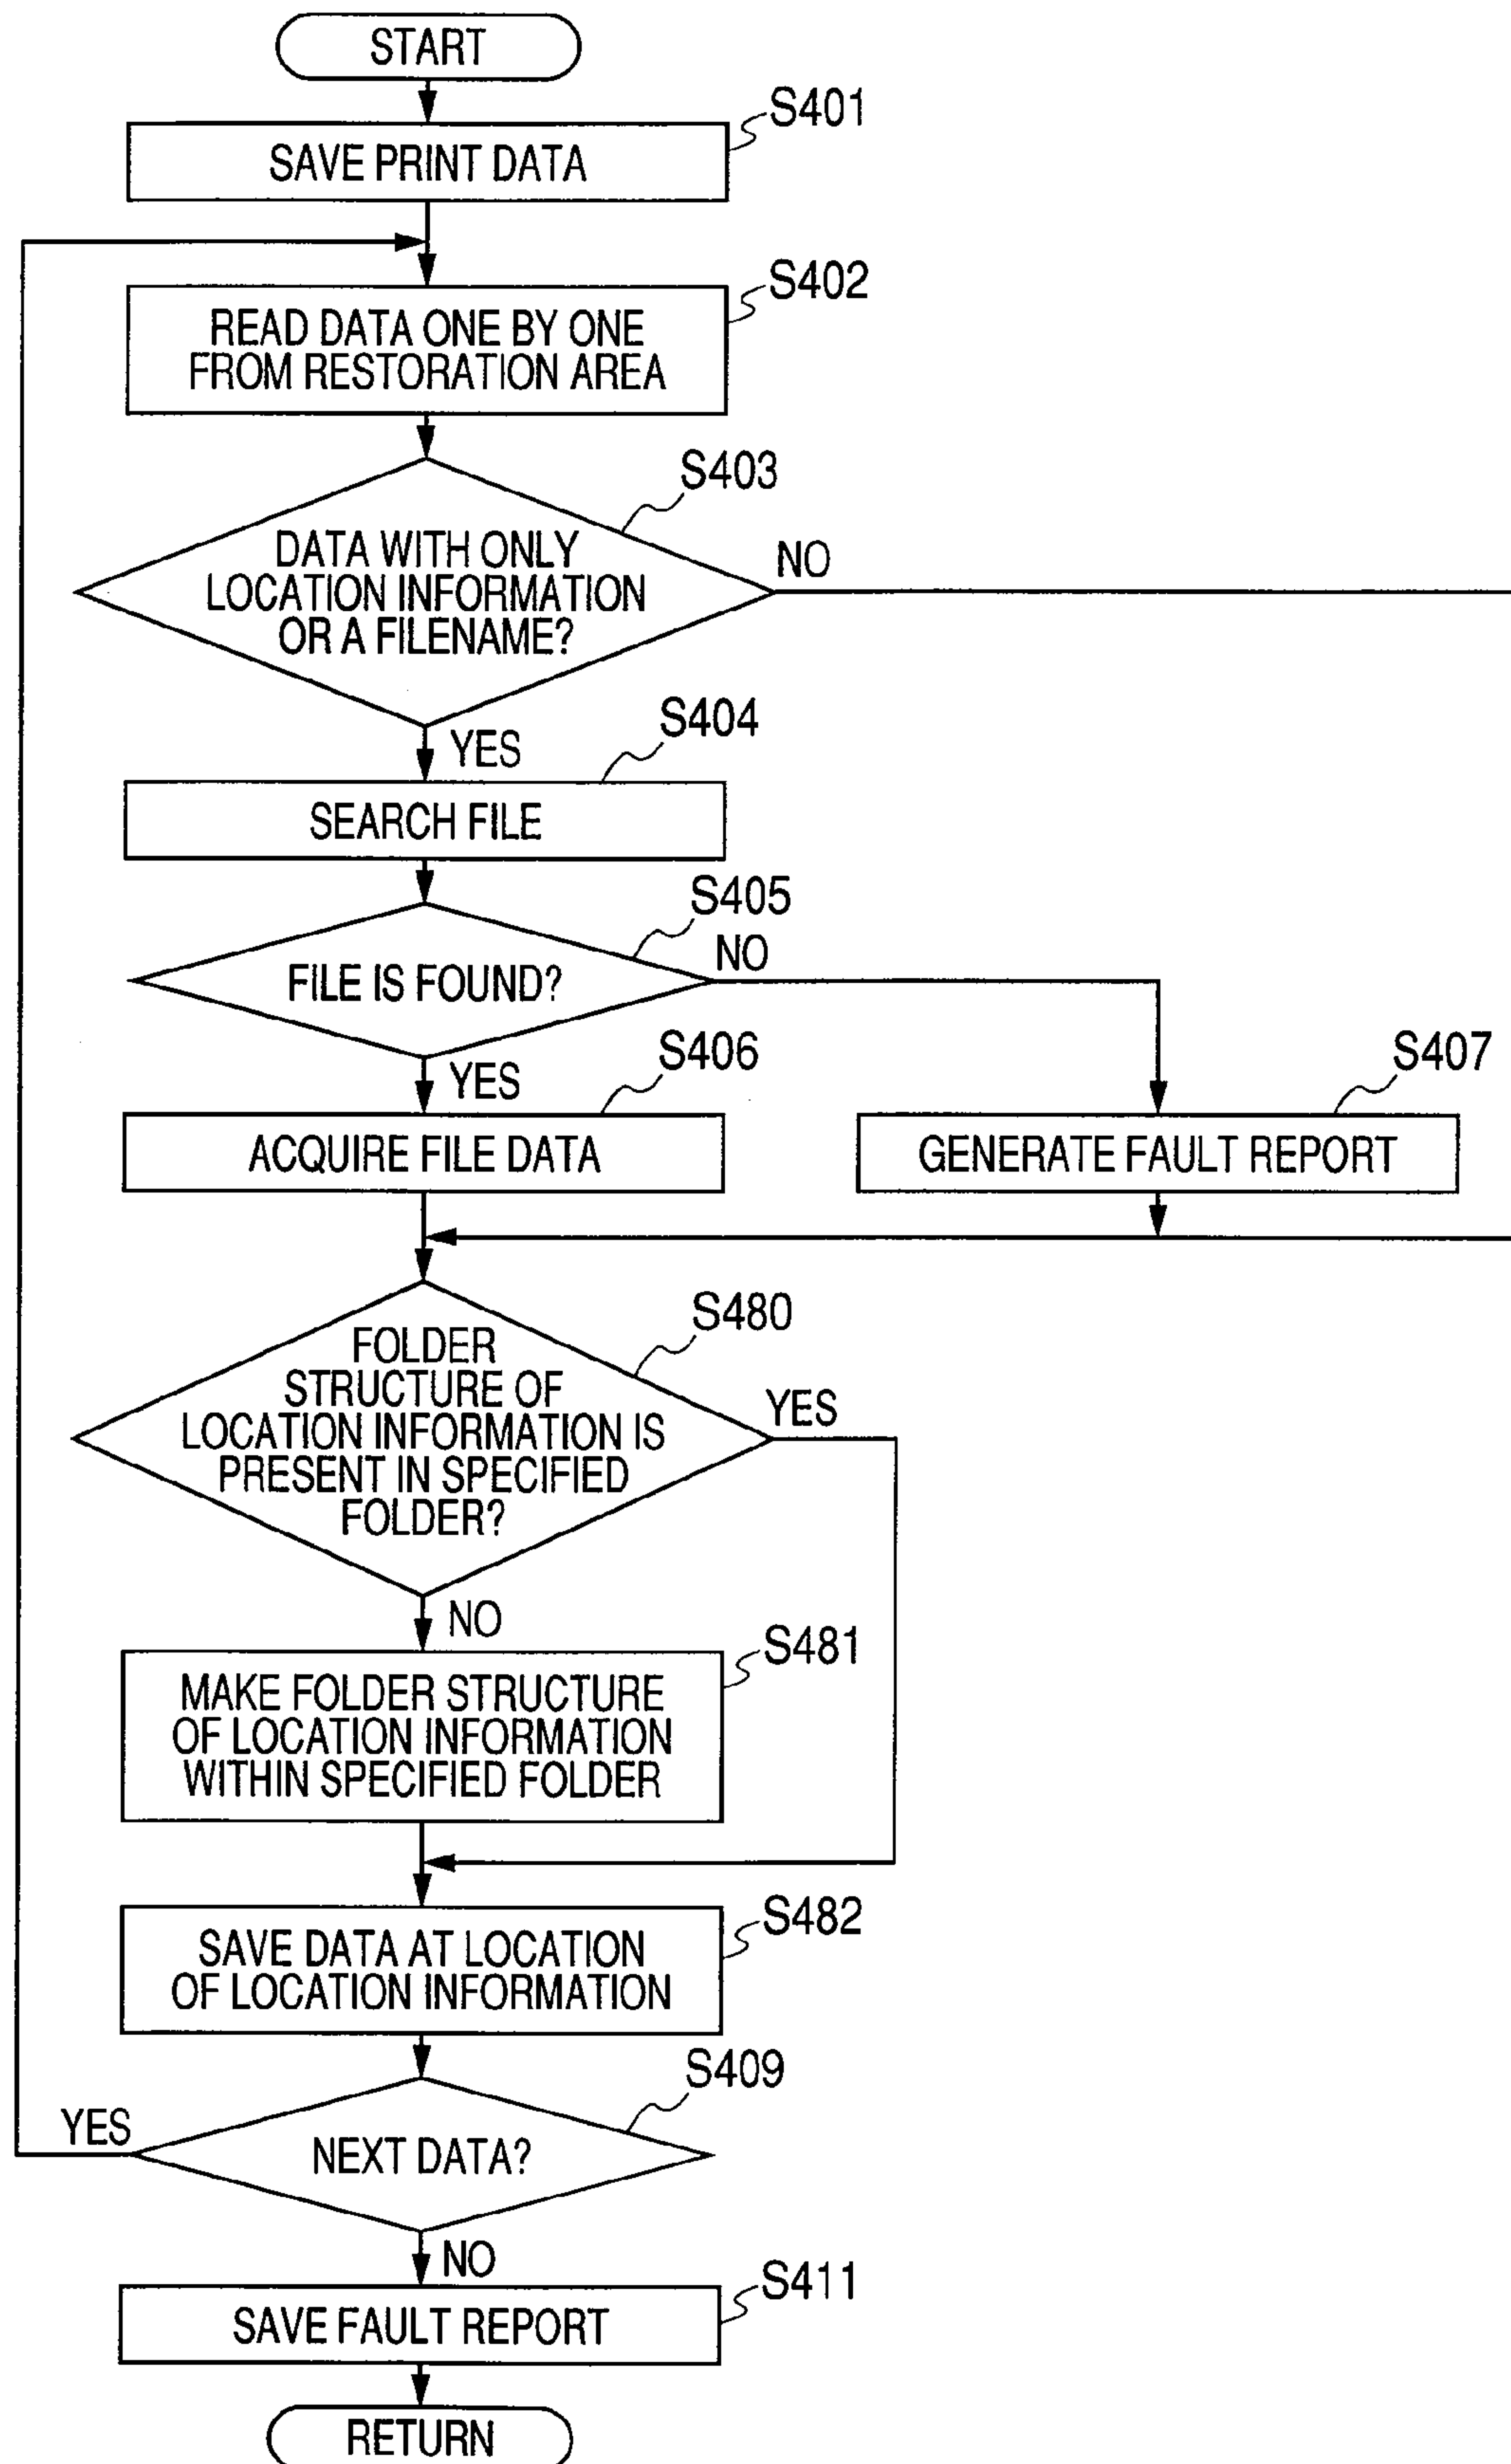 START
S401
SAVE PRINT DATA
S402
READ DATA ONE BY ONE
FROM RESTORATION AREA
S403
DATA WITH ONLY
LOCATION INFORMATION
OR A FILENAME?
NO
YES
S404
SEARCH FILE
S405
FILE IS FOUND?
NO
YES
S406
S407
ACQUIRE FILE DATA
GENERATE FAULT REPORT
S480
FOLDER
STRUCTURE OF
LOCATION INFORMATION IS
PRESENT IN SPECIFIED
FOLDER?
YES
NO
S481
MAKE FOLDER STRUCTURE
OF LOCATION INFORMATION
WITHIN SPECIFIED FOLDER
S482
SAVE DATA AT LOCATION
OF LOCATION INFORMATION
S409
YES
NEXT DATA?
NO
S411
SAVE FAULT REPORT
RETURN